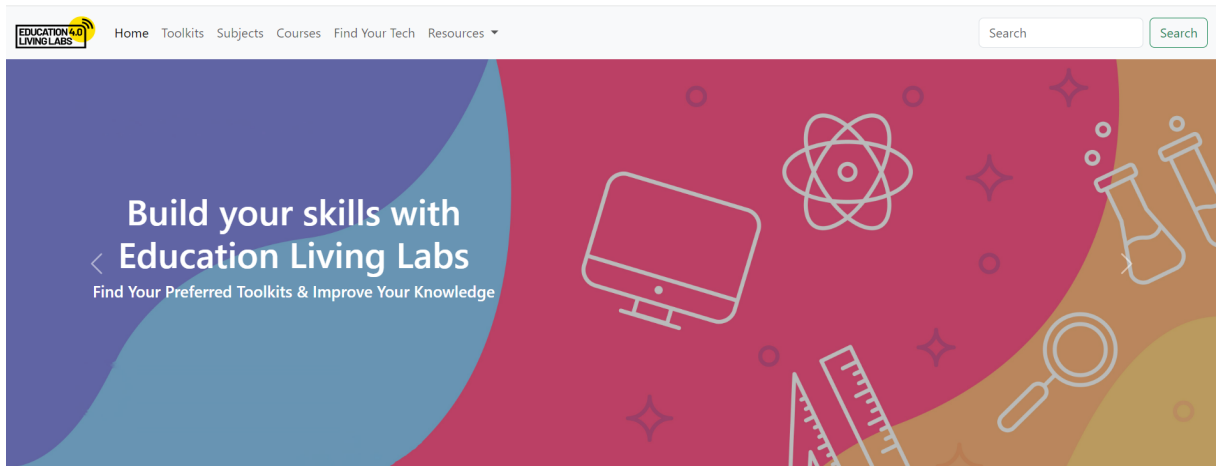 EDUCATION 4.0
LIVING LABS
Home Toolkits Subjects Courses Find Your Tech Resources
Search Search
Build your skills with
Education Living Labs
Find Your Preferred Toolkits & Improve Your Knowledge